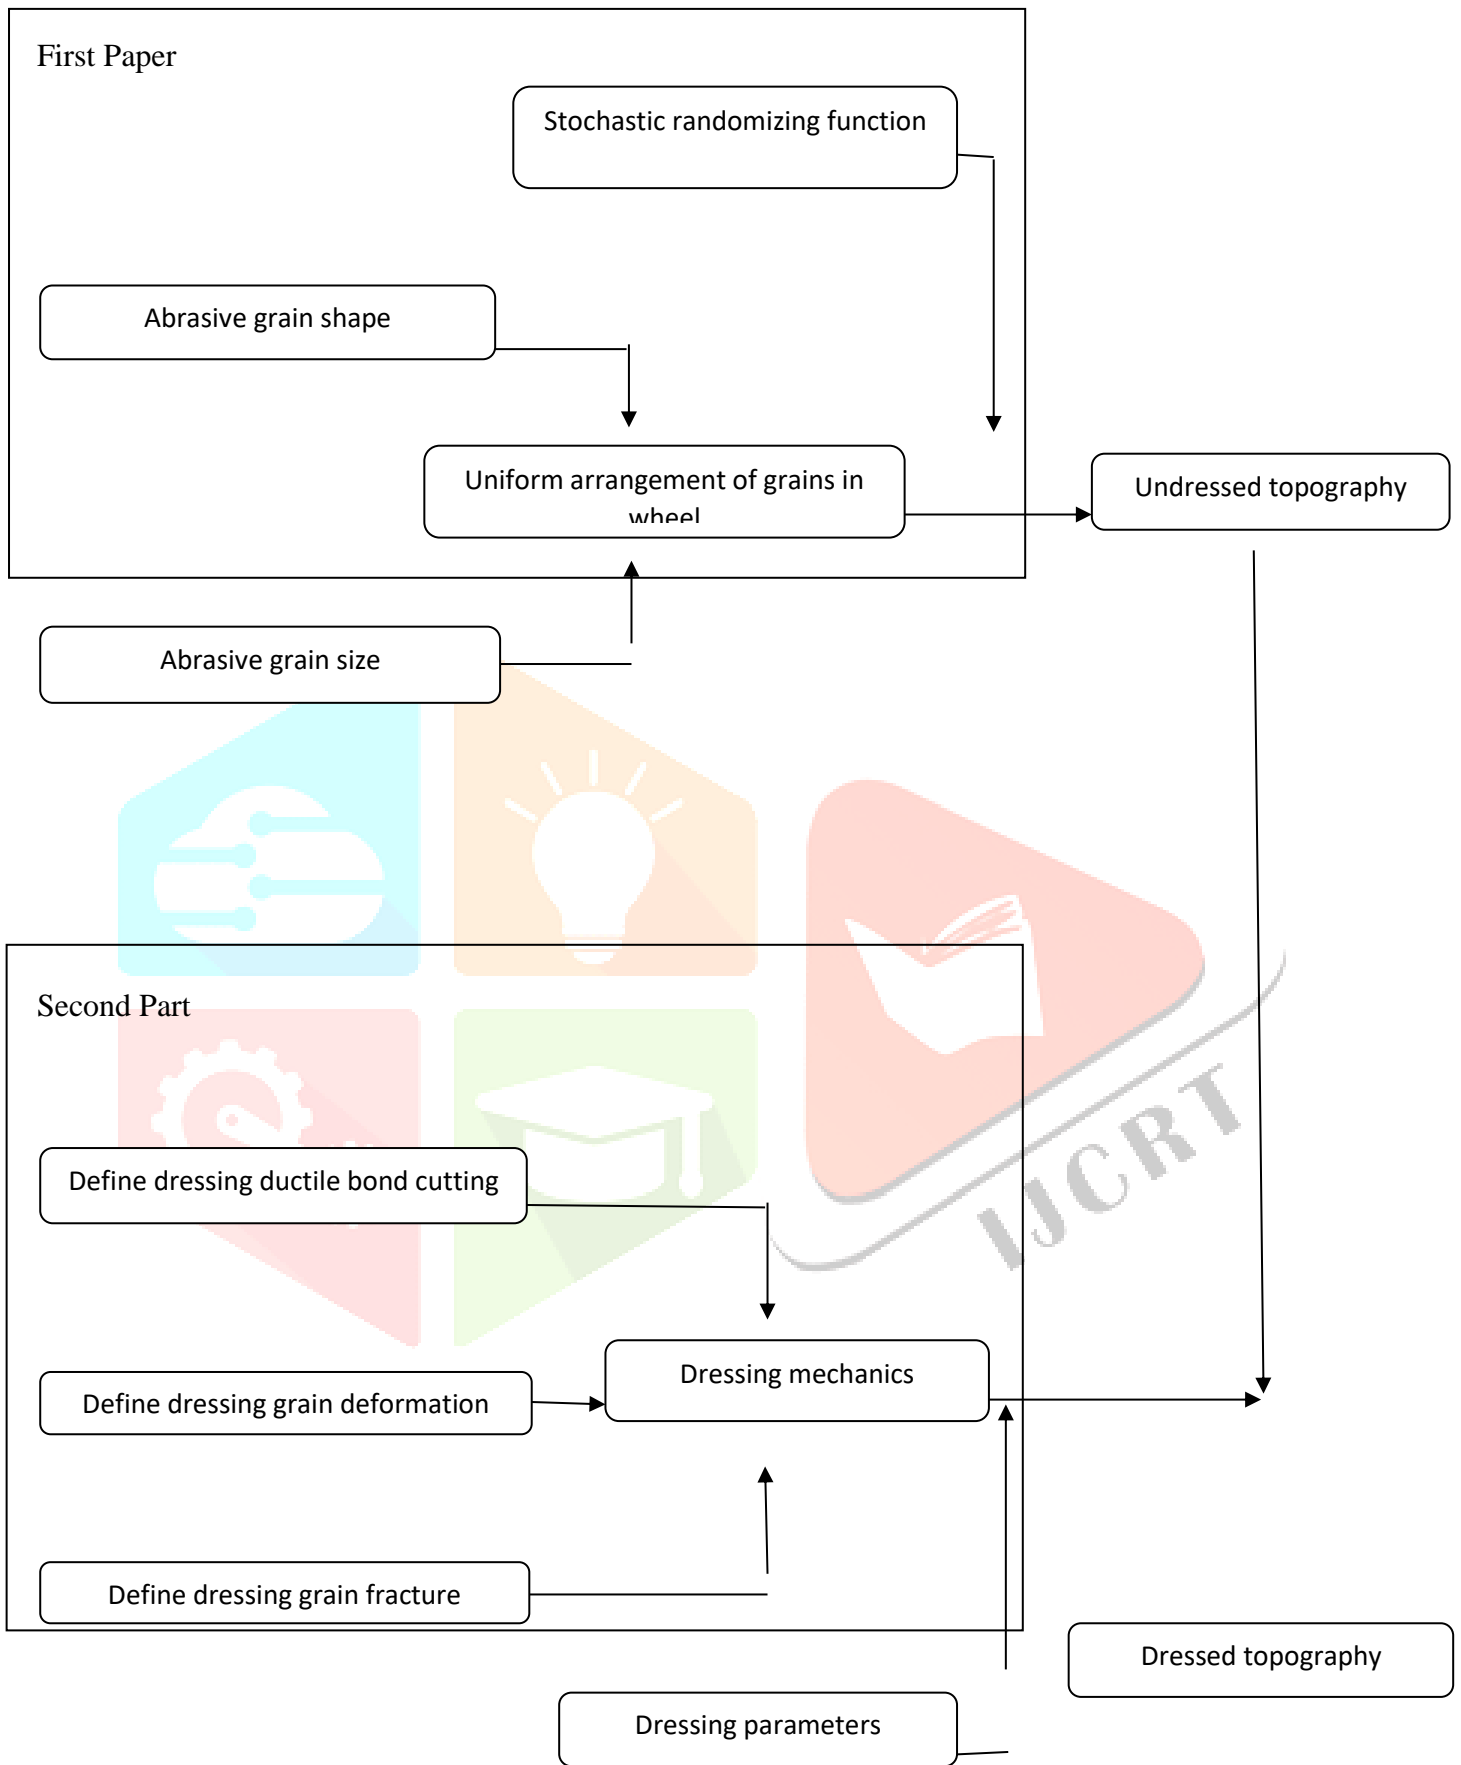 First Paper
Stochastic randomizing function
Abrasive grain shape
Uniform arrangement of grains in
wheel
Undressed topography
Abrasive grain size
Second Part
IJCRT
Define dressing ductile bond cutting
Dressing mechanics
Define dressing grain deformation
Define dressing grain fracture
Dressed topography
Dressing parameters